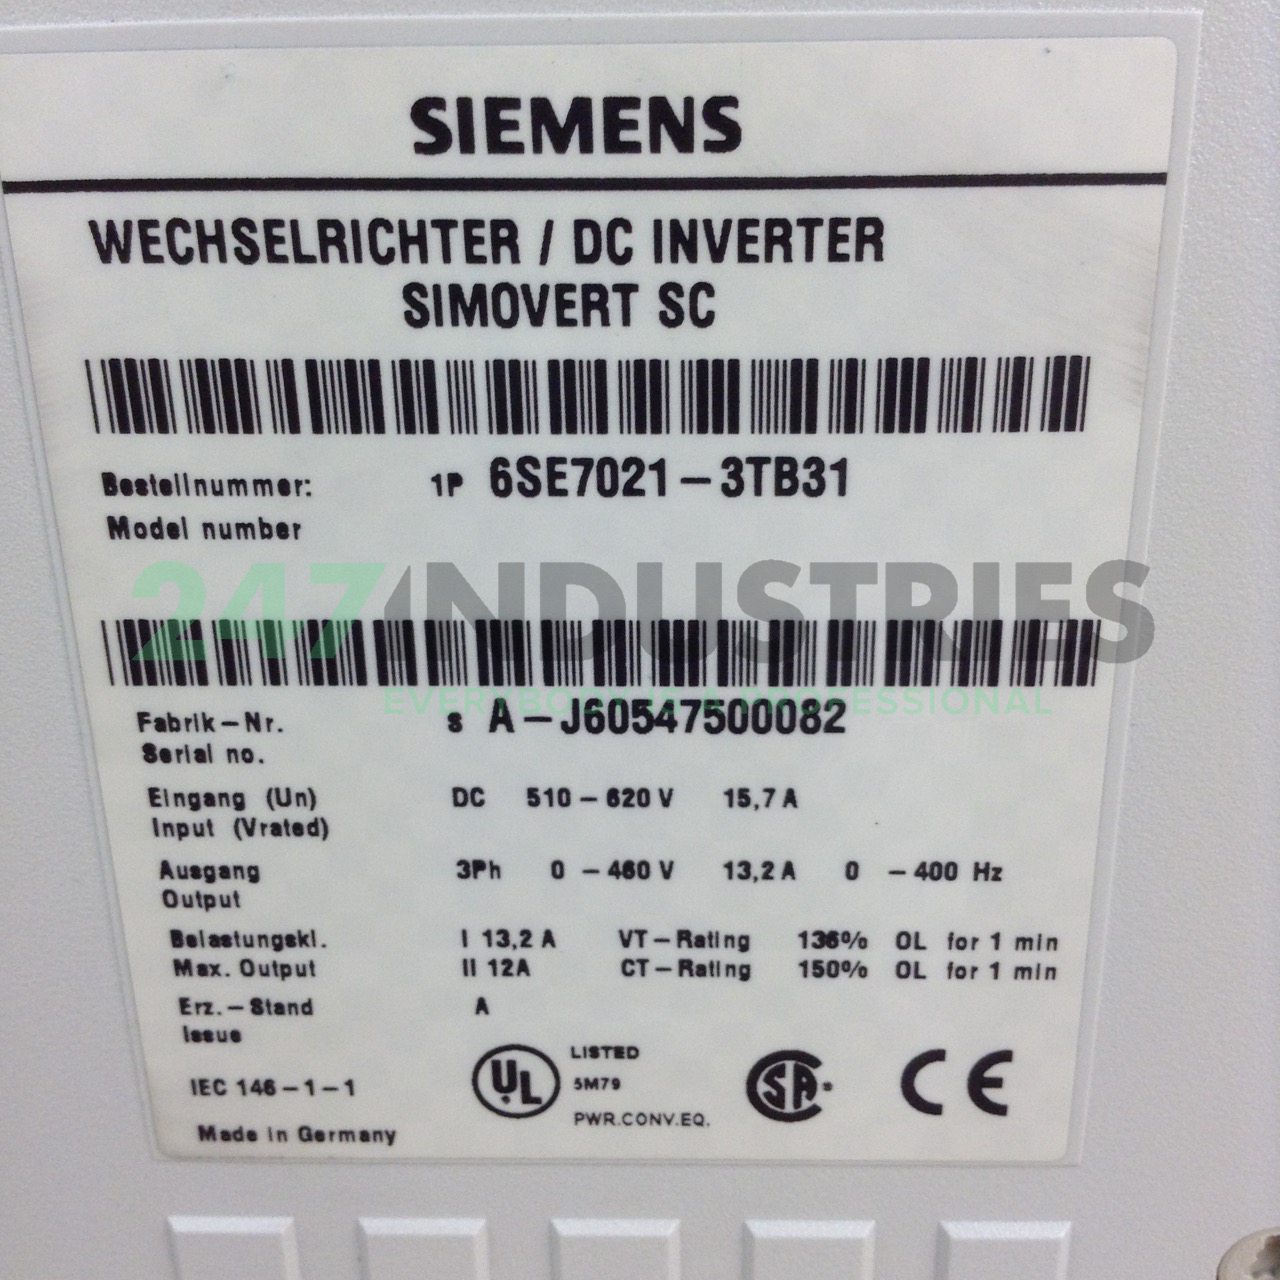 SIEMENS
WECHSELRICHTER / DC INVERTER
SIMOVERT SC
Bestellnummer: 1P 6SE7021-3TB31
Model number
247INDUSTRIES
EVERYBODY IS A PROFESSIONAL
Fabrik-Nr. S A-J60547500082
Serial no.
Eingang (Un) DC 510-620 V 15,7 A
Input (Vrated)
Ausgang 3Ph 0 -460 V 13,2 A 0 -400 Hz
Output
Belastungskl. I 13,2 A VT-Rating 136% OL for 1 min
Max. Output II 12A CT-Rating 150% OL for 1 min
Erz.-Stand A
Issue
UL LISTED
IEC 146-1-1 5M79 SA CE
PWR.CONV.EQ.
Made in Germany